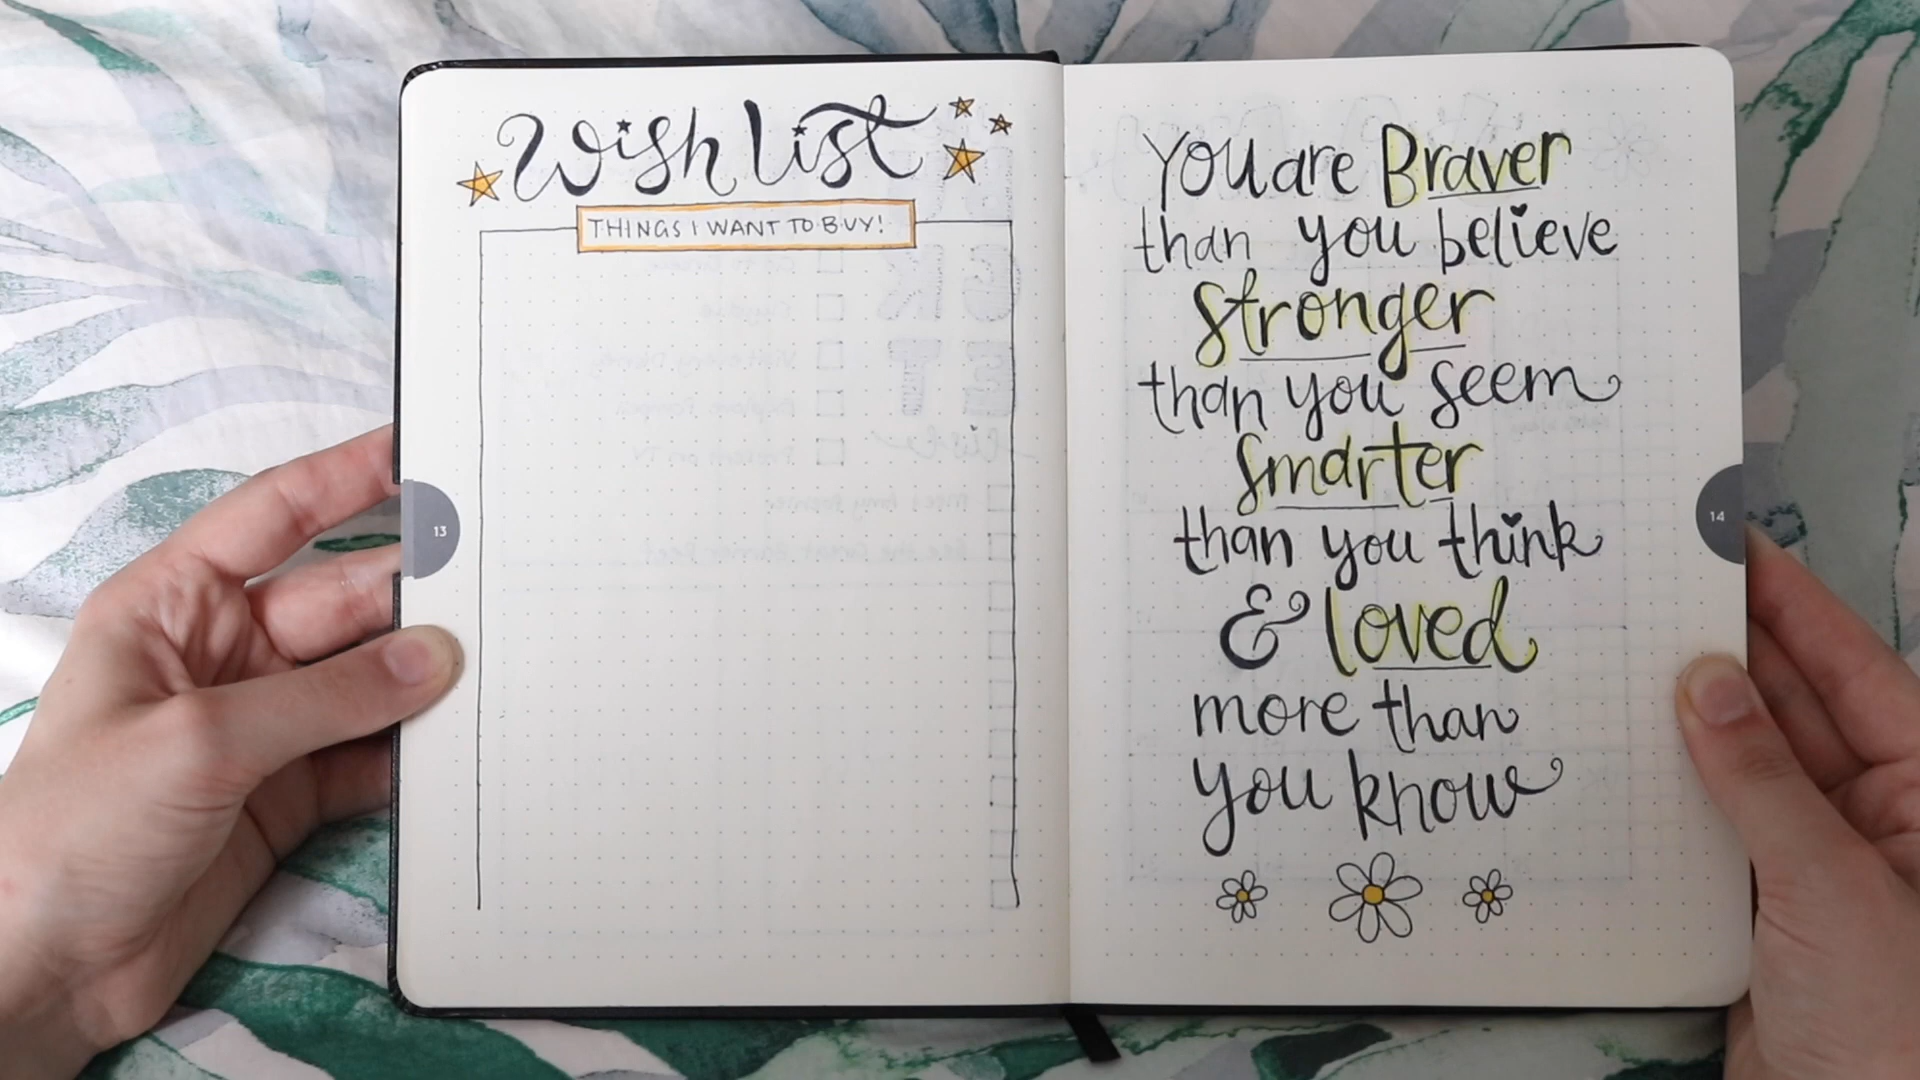 Wish list
THINGS I WANT TO BUY!
13
You are Braver
than you believe
Stronger
than you seem
Smarter
than you think
& loved
more than
you know
14